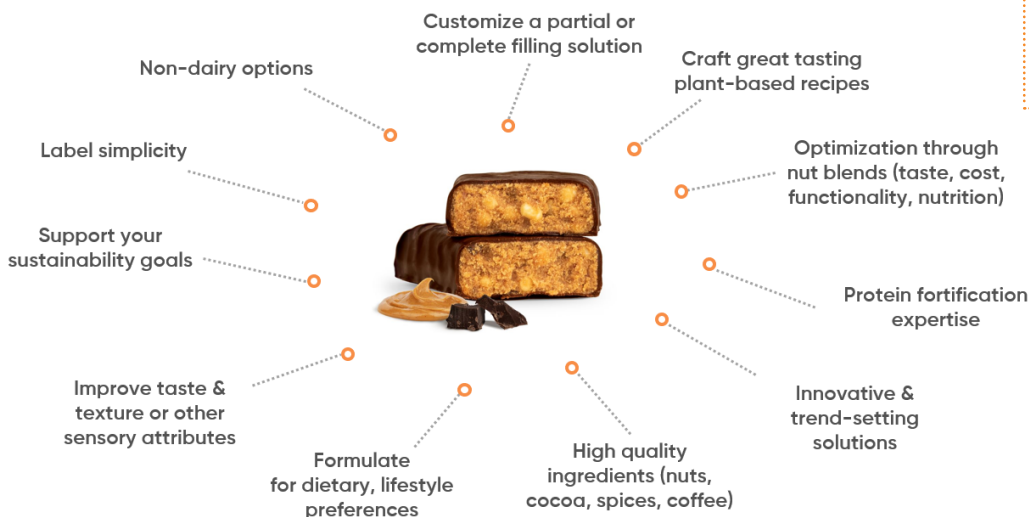 Customize a partial or
complete filling solution
Non-dairy options
Craft great tasting
plant-based recipes
Label simplicity
Optimization through
nut blends (taste, cost,
functionality, nutrition)
Support your
sustainability goals
Protein fortification
expertise
Improve taste &
texture or other
sensory attributes
Innovative &
trend-setting
solutions
Formulate
for dietary, lifestyle
preferences
High quality
ingredients (nuts,
cocoa, spices, coffee)